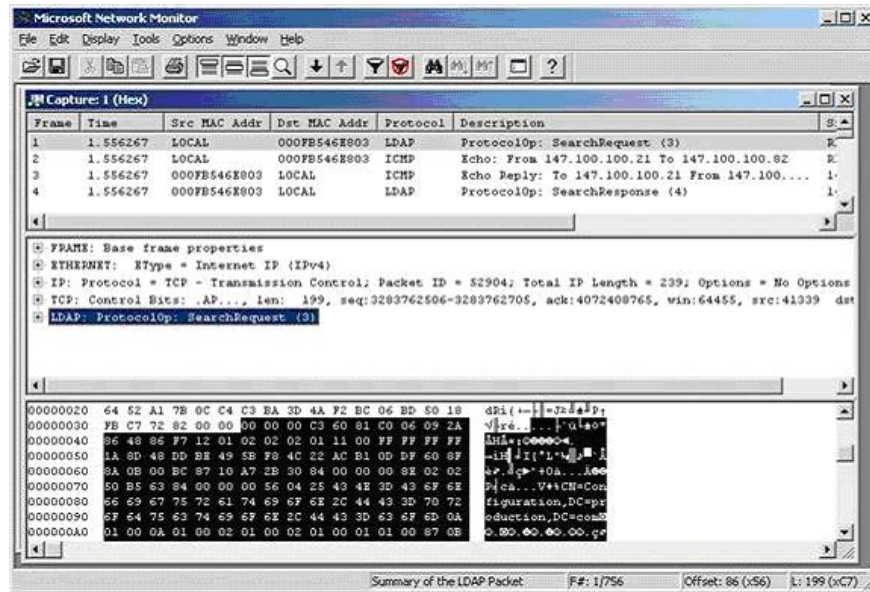 Microsoft Network Monitor
File Edit Display Tools Options Window Help
Capture: 1 (Hex)
Frame Time Src MAC Addr Dst MAC Addr Protocol Description
1 1.556267 LOCAL 000FB546E803 LDAP ProtocolOp: SearchRequest (3)
2 1.556267 LOCAL 000FB546E803 ICMP Echo: From 147.100.100.21 To 147.100.100.82
3 1.556267 000FB546E803 LOCAL ICMP Echo Reply: To 147.100.100.21 From 147.100....
4 1.556267 000FB546E803 LOCAL LDAP ProtocolOp: SearchResponse (4)
FRAME: Base frame properties
ETHERNET: EType = Internet IP (IPv4)
IP: Protocol = TCP - Transmission Control; Packet ID = 52904; Total IP Length = 239; Options = No Options
TCP: Control Bits: .AP..., len: 199, seq:3283762506-3283762705, ack:4072408765, win:64455, src:41339 dst
LDAP: ProtocolOp: SearchRequest (3)
00000020 64 52 A1 7B 0C C4 C3 BA 3D 4A F2 BC 06 BD 50 18
00000030 FB C7 72 82 00 00 00 00 00 C3 60 81 C0 06 09 2A
00000040 86 48 86 F7 12 01 02 02 02 01 11 00 FF FF FF FF
00000050 1A 8D 48 DD BE 49 5B F8 4C 22 AC B1 0D DF 60 8F
00000060 8A 0B 00 BC 87 10 A7 2B 30 84 00 00 00 8E 02 02
00000070 50 B5 63 84 00 00 00 56 04 25 43 4E 3D 43 6F 6E
00000080 66 69 67 75 72 61 74 69 6F 6E 2C 44 43 3D 70 72 figuration,DC=pr
00000090 6F 64 75 63 74 69 6F 6E 2C 44 43 3D 63 6F 6D 0A oduction,DC=com
000000A0 01 00 0A 01 00 02 01 00 02 01 00 01 01 00 87 0B
Summary of the LDAP Packet F#: 1/756 Offset: 86 (x56) L: 199 (xC7)